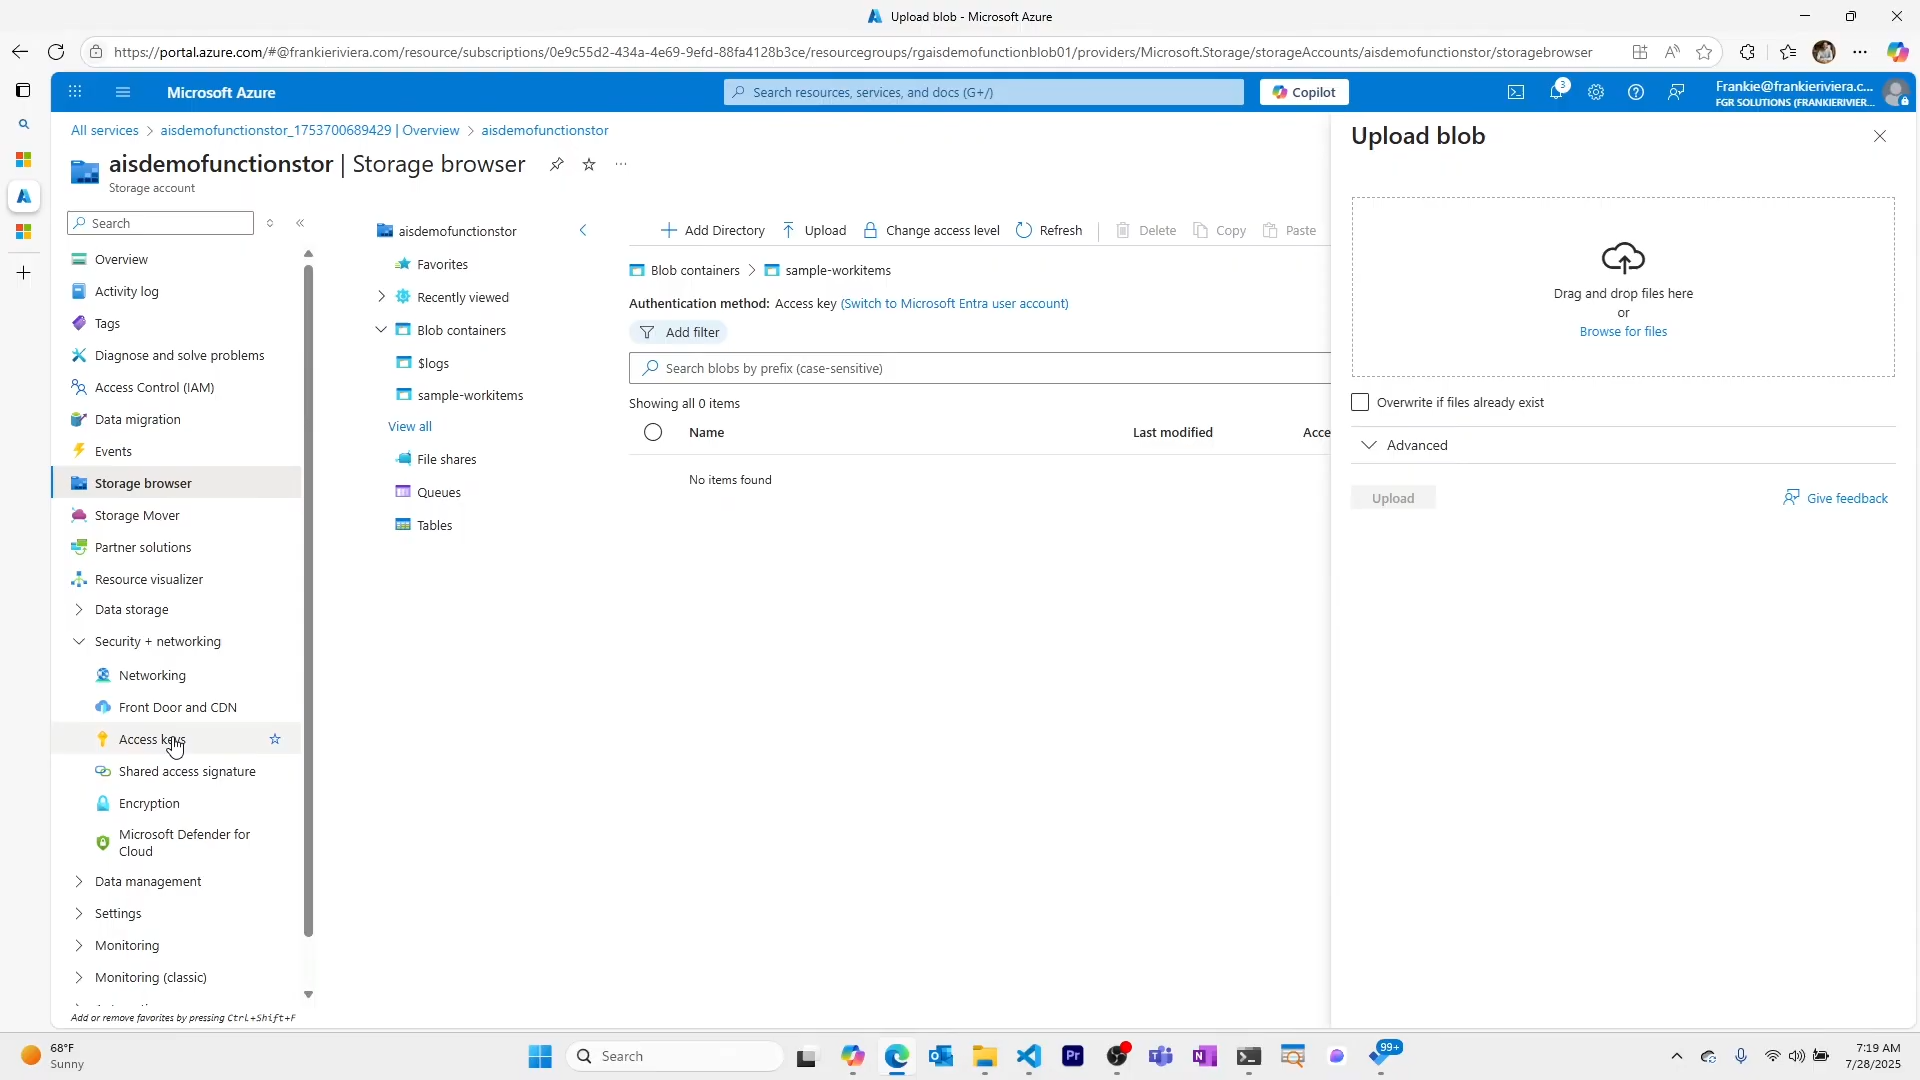 Upload blob - Microsoft Azure
https://portal.azure.com/#@frankieriviera.com/resource/subscriptions/0e9c55d2-434a-4e69-9efd-88fa4128b3ce/resourcegroups/rgaisdemofunctionblob01/providers/Microsoft.Storage/storageAccounts/aisdemofunctionstor/storagebrowser
Microsoft Azure
Search resources, services, and docs (G+/)
Copilot
3
Frankie@frankieriviera.c...
FGR SOLUTIONS (FRANKIERIVIER...
All services > aisdemofunctionstor_1753700689429 | Overview > aisdemofunctionstor
aisdemofunctionstor | Storage browser
Storage account
Search
Overview
Activity log
Tags
Diagnose and solve problems
Access Control (IAM)
Data migration
Events
Storage browser
Storage Mover
Partner solutions
Resource visualizer
Data storage
Security + networking
Networking
Front Door and CDN
Access keys
Shared access signature
Encryption
Microsoft Defender for
Cloud
Data management
Settings
Monitoring
Monitoring (classic)
Add or remove favorites by pressing Ctrl+Shift+F
aisdemofunctionstor
Favorites
Recently viewed
Blob containers
$logs
sample-workitems
View all
File shares
Queues
Tables
Add Directory
Upload
Change access level
Refresh
Delete
Copy
Paste
Blob containers > sample-workitems
Authentication method: Access key (Switch to Microsoft Entra user account)
Add filter
Search blobs by prefix (case-sensitive)
Showing all 0 items
Name Last modified Acce
No items found
Upload blob
Drag and drop files here
or
Browse for files
Overwrite if files already exist
Advanced
Upload
Give feedback
68°F
Sunny
Search
Pr
99+
7:19 AM
7/28/2025